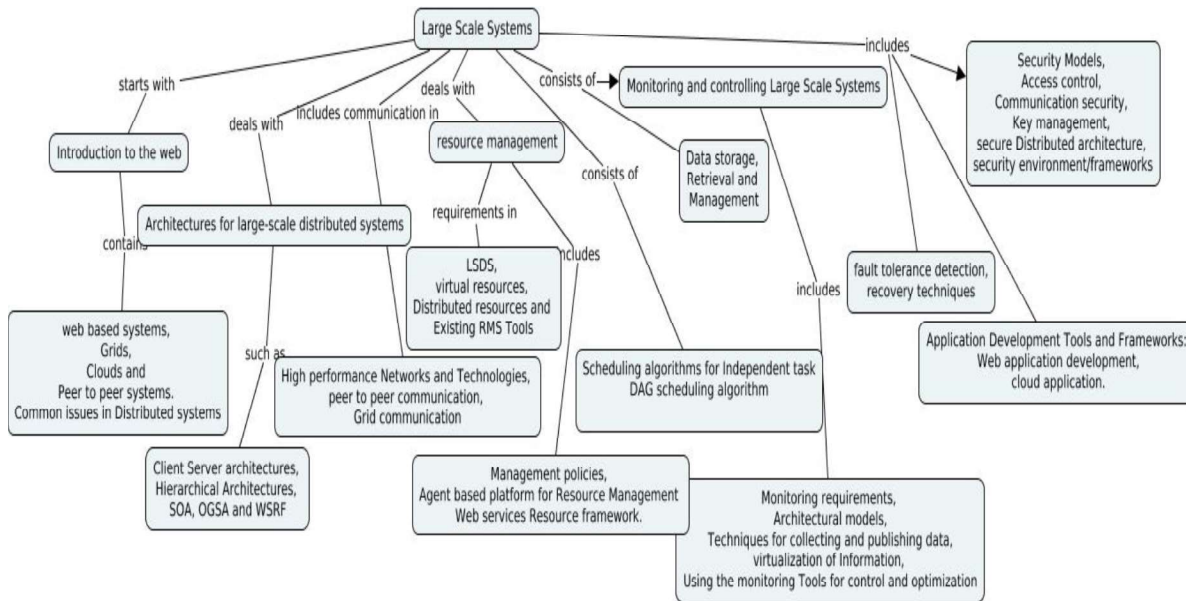 Large Scale Systems
starts with
deals with
includes communication in
deals with
consists of
consists of
includes
Introduction to the web
contains
web based systems,
Grids,
Clouds and
Peer to peer systems.
Common issues in Distributed systems
Architectures for large-scale distributed systems
such as
Client Server architectures,
Hierarchical Architectures,
SOA, OGSA and WSRF
High performance Networks and Technologies,
peer to peer communication,
Grid communication
resource management
requirements in
LSDS,
virtual resources,
Distributed resources and
Existing RMS Tools
includes
Management policies,
Agent based platform for Resource Management
Web services Resource framework.
Scheduling algorithms for Independent task
DAG scheduling algorithm
Data storage,
Retrieval and
Management
Monitoring and controlling Large Scale Systems
includes
Monitoring requirements,
Architectural models,
Techniques for collecting and publishing data,
virtualization of Information,
Using the monitoring Tools for control and optimization
fault tolerance detection,
recovery techniques
Application Development Tools and Frameworks:
Web application development,
cloud application.
Security Models,
Access control,
Communication security,
Key management,
secure Distributed architecture,
security environment/frameworks